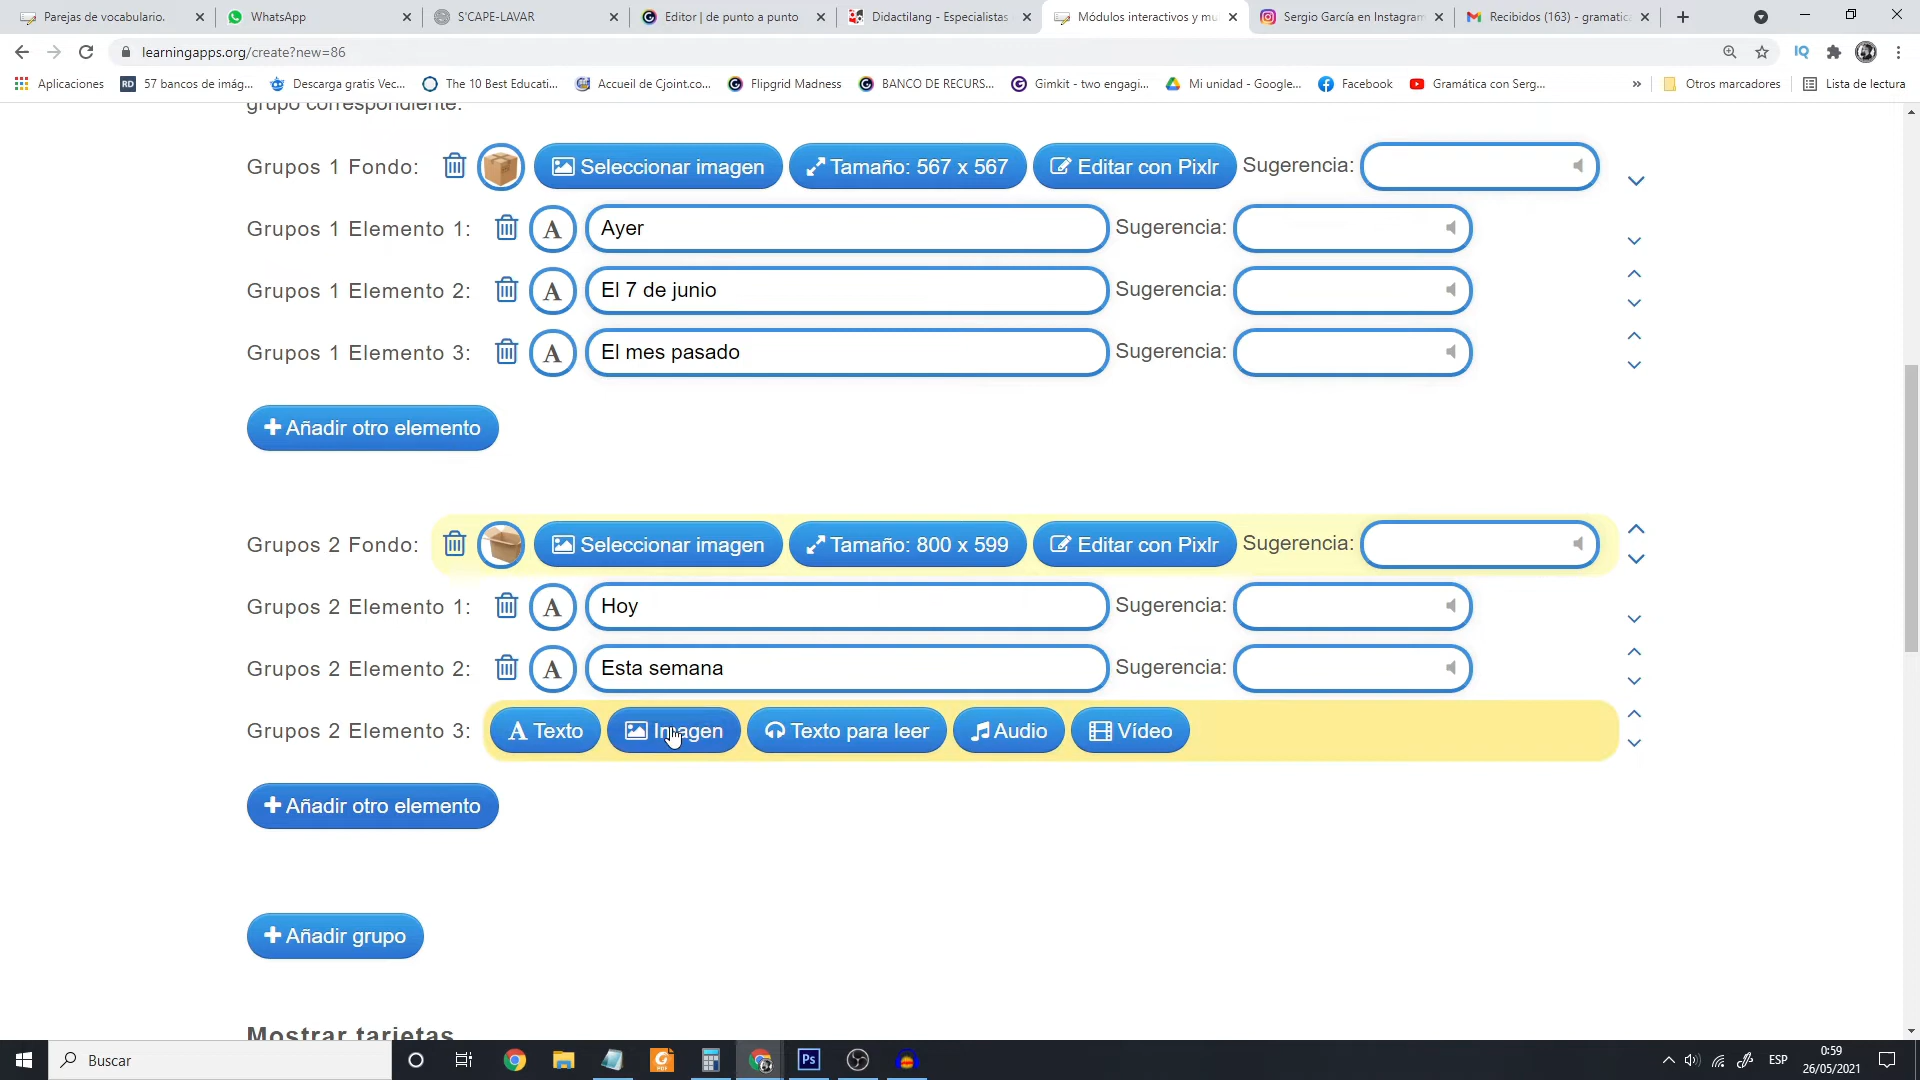 Parejas de vocabulario.
WhatsApp
S'CAPE-LAVAR
Editor | de punto a punto
Didactilang - Especialistas
Módulos interactivos y mu
Sergio García en Instagram
Recibidos (163) - gramatic
learningapps.org/create?new=86
Aplicaciones
57 bancos de imág...
Descarga gratis Vec...
The 10 Best Educati...
Accueil de Cjoint.co...
Flipgrid Madness
BANCO DE RECURS...
Gimkit - two engagi...
Mi unidad - Google...
Facebook
Gramática con Serg...
»
Otros marcadores
Lista de lectura
grupo correspondiente.
Grupos 1 Fondo: Seleccionar imagen Tamaño: 567 x 567 Editar con Pixlr Sugerencia:
Grupos 1 Elemento 1: A Ayer Sugerencia:
Grupos 1 Elemento 2: A El 7 de junio Sugerencia:
Grupos 1 Elemento 3: A El mes pasado Sugerencia:
+ Añadir otro elemento
Grupos 2 Fondo: Seleccionar imagen Tamaño: 800 x 599 Editar con Pixlr Sugerencia:
Grupos 2 Elemento 1: A Hoy Sugerencia:
Grupos 2 Elemento 2: A Esta semana Sugerencia:
Grupos 2 Elemento 3: A Texto Imagen Texto para leer Audio Vídeo
+ Añadir otro elemento
+ Añadir grupo
Mostrar tarjetas
Buscar
Ps
ESP
0:59
26/05/2021